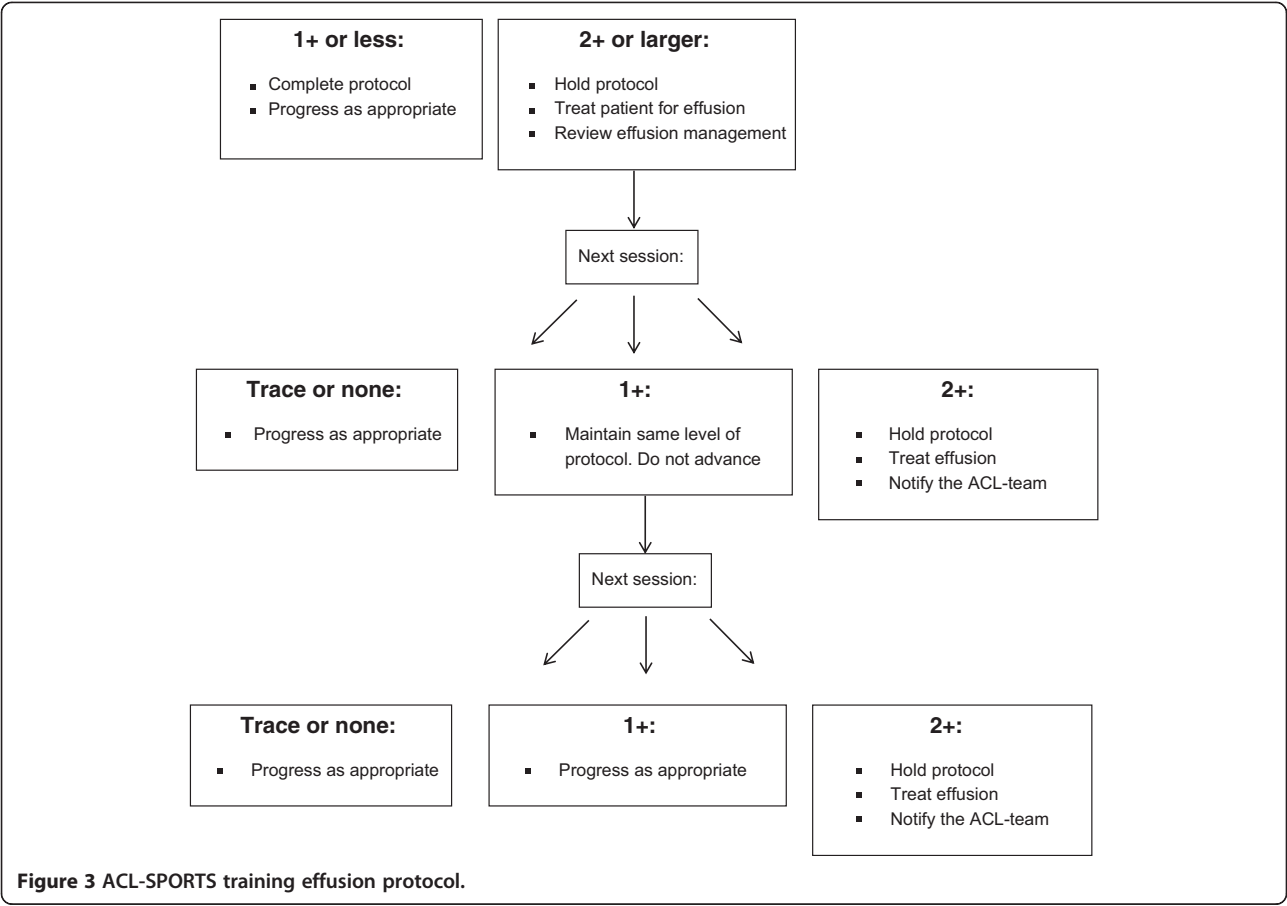 1+ or less:
▪ Complete protocol
▪ Progress as appropriate
2+ or larger:
▪ Hold protocol
▪ Treat patient for effusion
▪ Review effusion management
Next session:
Trace or none:
▪ Progress as appropriate
1+:
▪ Maintain same level of
protocol. Do not advance
2+:
▪ Hold protocol
▪ Treat effusion
▪ Notify the ACL-team
Next session:
Trace or none:
▪ Progress as appropriate
1+:
▪ Progress as appropriate
2+:
▪ Hold protocol
▪ Treat effusion
▪ Notify the ACL-team
Figure 3 ACL-SPORTS training effusion protocol.